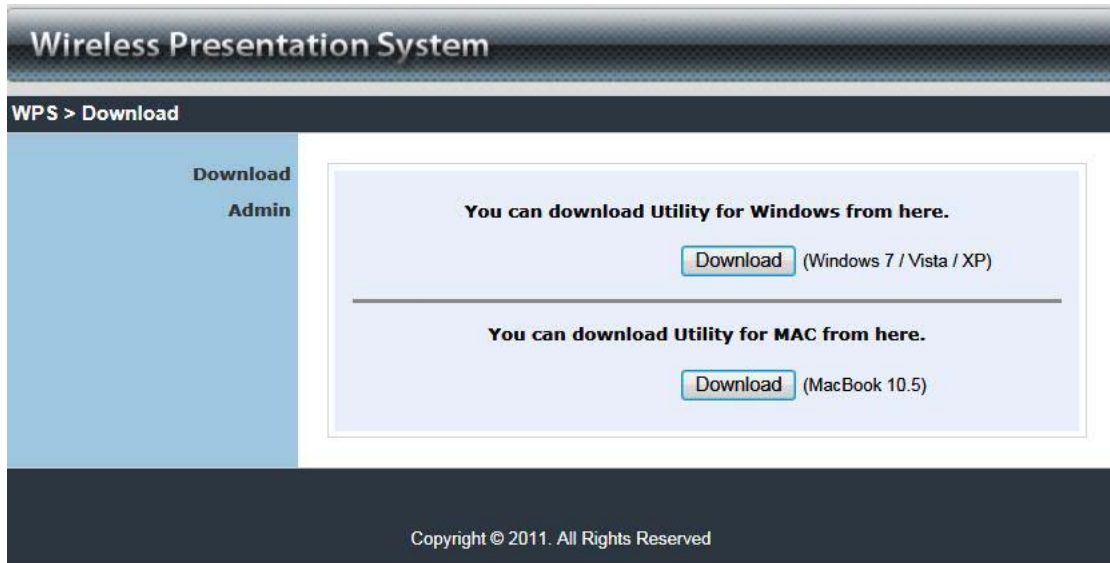 Wireless Presentation System
WPS > Download
Download
Admin
You can download Utility for Windows from here.
Download (Windows 7 / Vista / XP)
You can download Utility for MAC from here.
Download (MacBook 10.5)
Copyright © 2011. All Rights Reserved